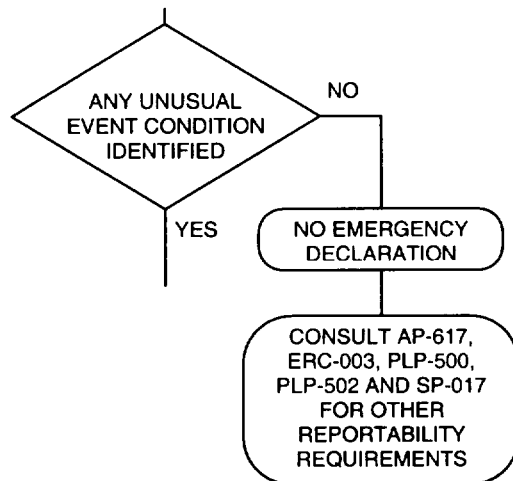 ANY UNUSUAL
EVENT CONDITION
IDENTIFIED
NO
YES
NO EMERGENCY
DECLARATION
CONSULT AP-617,
ERC-003, PLP-500,
PLP-502 AND SP-017
FOR OTHER
REPORTABILITY
REQUIREMENTS